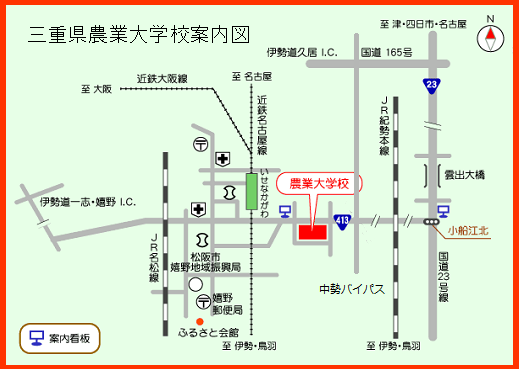 三重県農業大学校案内図
N
至 津・四日市・名古屋
伊勢道久居 I.C.
国道 165号
至 名古屋
近鉄大阪線
至 大阪
23
近鉄名古屋線
JR紀勢本線
いせなかがわ
農業大学校
雲出大橋
伊勢道一志・嬉野 I.C.
413
小船江北
JR名松線
松阪市
嬉野地域振興局
国道23号線
中勢バイパス
嬉野
郵便局
ふるさと会館
案内看板
至 伊勢・鳥羽
至 伊勢・鳥羽